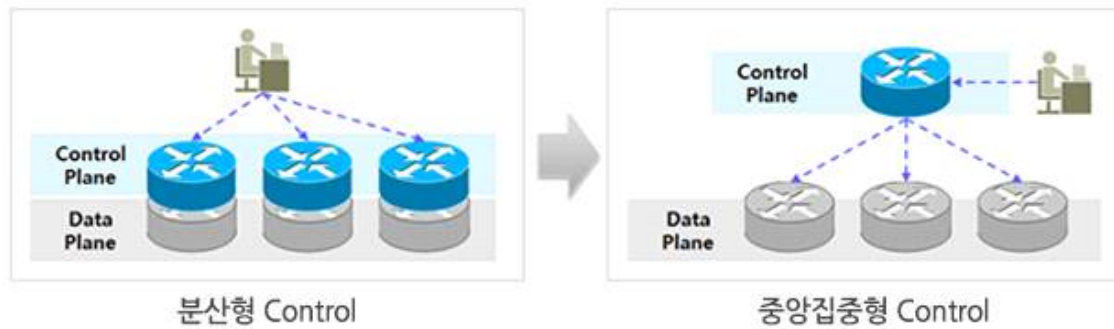 Control
Plane
Data
Plane
분산형 Control
Control
Plane
Data
Plane
중앙집중형 Control